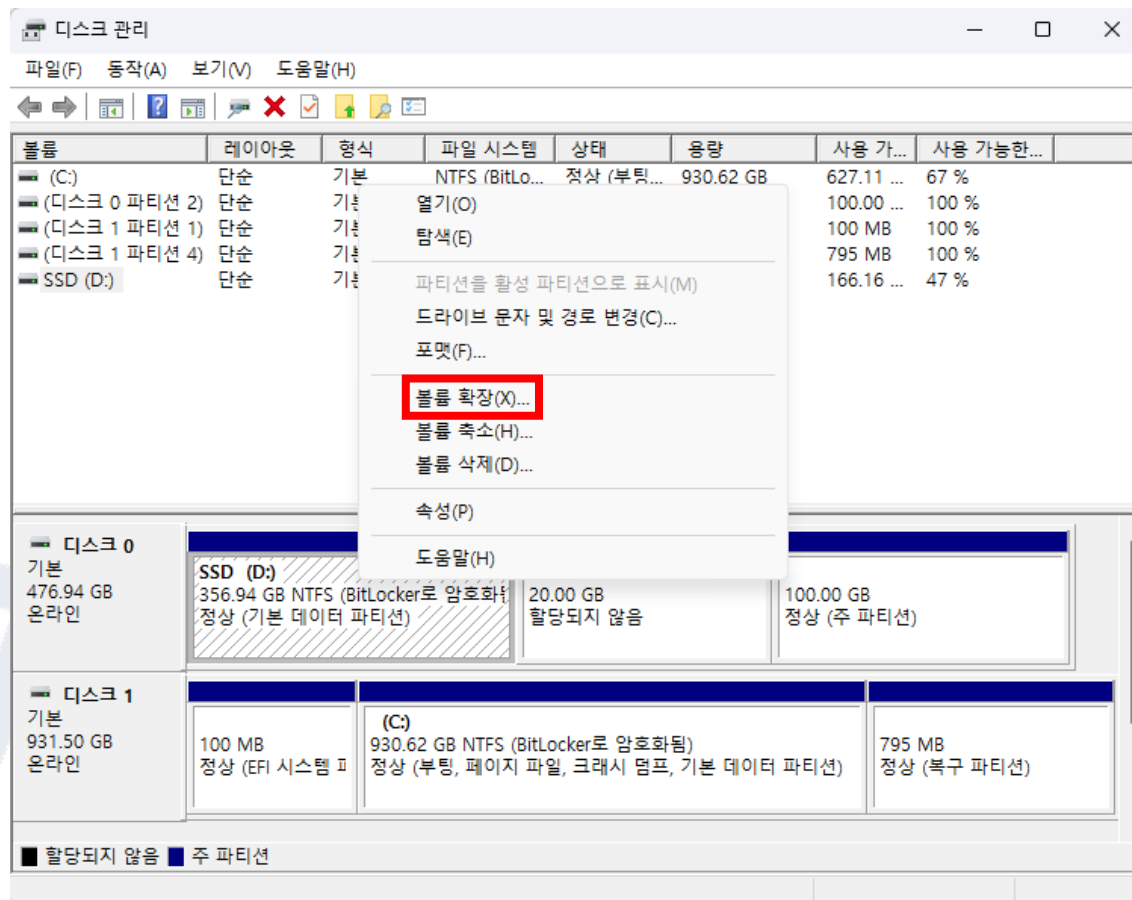 디스크 관리
파일(F) 동작(A) 보기(V) 도움말(H)
볼륨 레이아웃 형식 파일 시스템 상태 용량 사용 가... 사용 가능한...
(C:) 단순 기본 NTFS (BitLo... 정상 (부팅,... 930.62 GB 627.11 ... 67 %
(디스크 0 파티션 2) 단순 기본 100.00 ... 100 %
(디스크 1 파티션 1) 단순 기본 100 MB 100 %
(디스크 1 파티션 4) 단순 기본 795 MB 100 %
SSD (D:) 단순 기본 166.16 ... 47 %
열기(O)
탐색(E)
파티션을 활성 파티션으로 표시(M)
드라이브 문자 및 경로 변경(C)...
포맷(F)...
볼륨 확장(X)...
볼륨 축소(H)...
볼륨 삭제(D)...
속성(P)
도움말(H)
디스크 0
기본
476.94 GB
온라인
SSD (D:)
356.94 GB NTFS (BitLocker로 암호화됨
정상 (기본 데이터 파티션)
20.00 GB
할당되지 않음
100.00 GB
정상 (주 파티션)
디스크 1
기본
931.50 GB
온라인
100 MB
정상 (EFI 시스템 파
(C:)
930.62 GB NTFS (BitLocker로 암호화됨)
정상 (부팅, 페이지 파일, 크래시 덤프, 기본 데이터 파티션)
795 MB
정상 (복구 파티션)
할당되지 않음 주 파티션